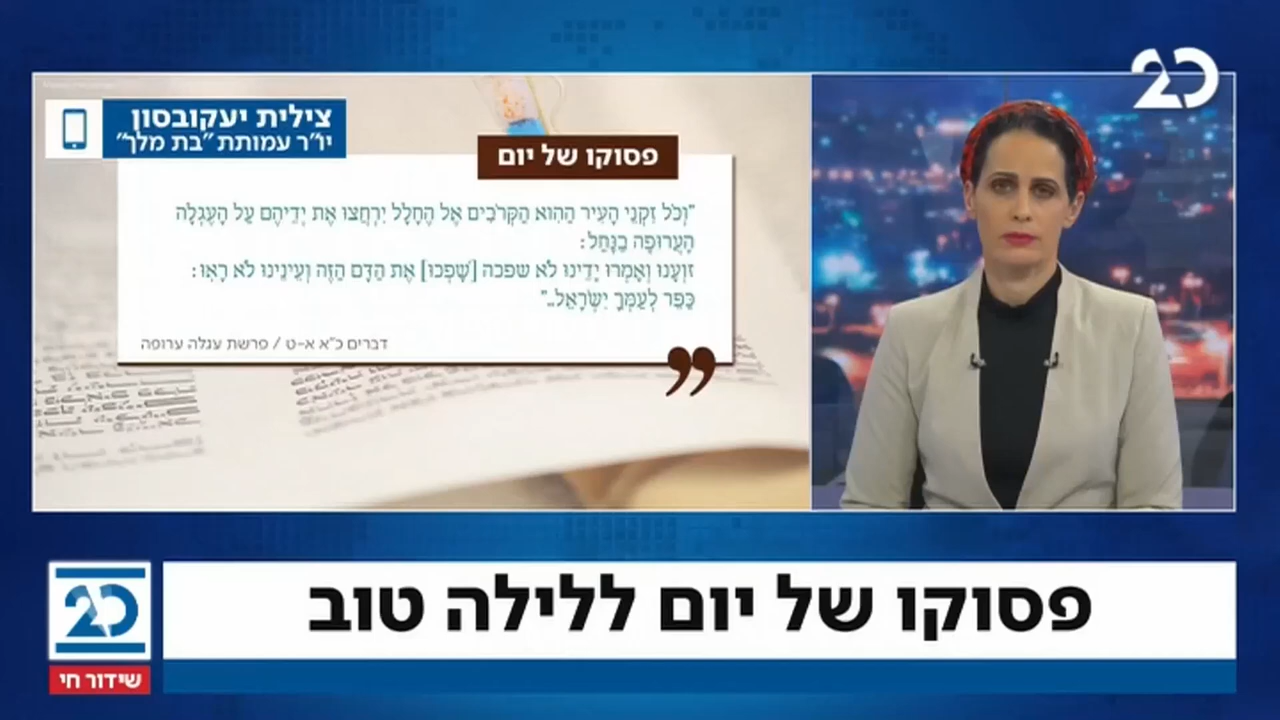 20
צילית יעקובסון
יו"ר עמותת "בת מלך"
פסוקו של יום
"וְכֹל זִקְנֵי הָעִיר הַהִוא הַקְּרֹבִים אֶל הֶחָלָל יִרְחֲצוּ אֶת יְדֵיהֶם עַל הָעֶגְלָה
הָעֲרוּפָה בַנָּחַל:
זוְעָנוּ וְאָמְרוּ יָדֵינוּ לֹא שפכה [שָׁפְכוּ] אֶת הַדָּם הַזֶּה וְעֵינֵינוּ לֹא רָאוּ:
כַּפֵּר לְעַמְּךָ יִשְׂרָאֵל.."
דברים כ"א א-ט / פרשת עגלה ערופה
פסוקו של יום ללילה טוב
20
שידור חי